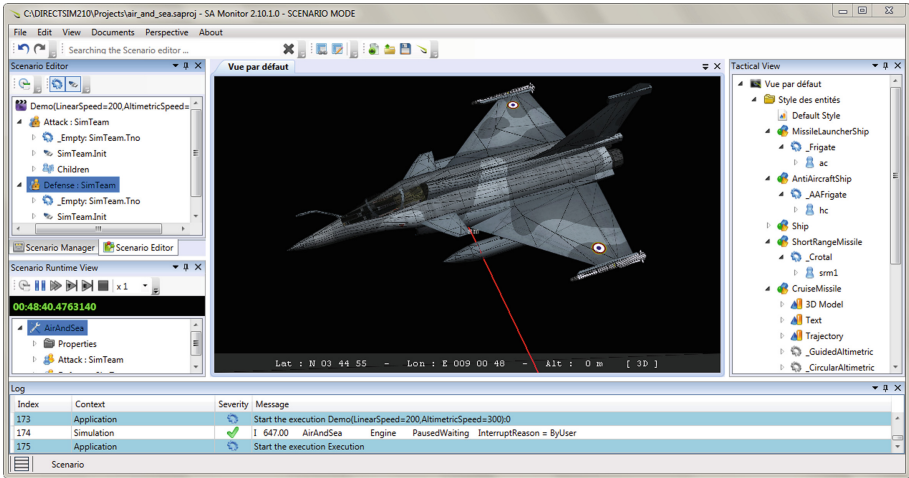 C:\DIRECTSIM210\Projects\air_and_sea.saproj - SA Monitor 2.10.1.0 - SCENARIO MODE
File Edit View Documents Perspective About
Searching the Scenario editor ...
Scenario Editor
Demo(LinearSpeed=200,AltimetricSpeed=
Attack : SimTeam
_Empty: SimTeam.Tno
SimTeam.Init
Children
Defense : SimTeam
_Empty: SimTeam.Tno
SimTeam.Init
Scenario Manager Scenario Editor
Scenario Runtime View
x 1
00:48:40.4763140
AirAndSea
Properties
Attack : SimTeam
Vue par défaut
Lat : N 03 44 55 - Lon : E 009 00 48 - Alt : 0 m [ 3D ]
Tactical View
Vue par défaut
Style des entités
Default Style
MissileLauncherShip
_Frigate
ac
AntiAircraftShip
_AAFrigate
hc
Ship
ShortRangeMissile
_Crotal
srm1
CruiseMissile
3D Model
Text
Trajectory
_GuidedAltimetric
_CircularAltimetric
Log
Index Context Severity Message
173 Application Start the execution Demo(LinearSpeed=200,AltimetricSpeed=300):0
174 Simulation I 647.00 AirAndSea Engine PausedWaiting InterruptReason = ByUser
175 Application Start the execution Execution
Scenario